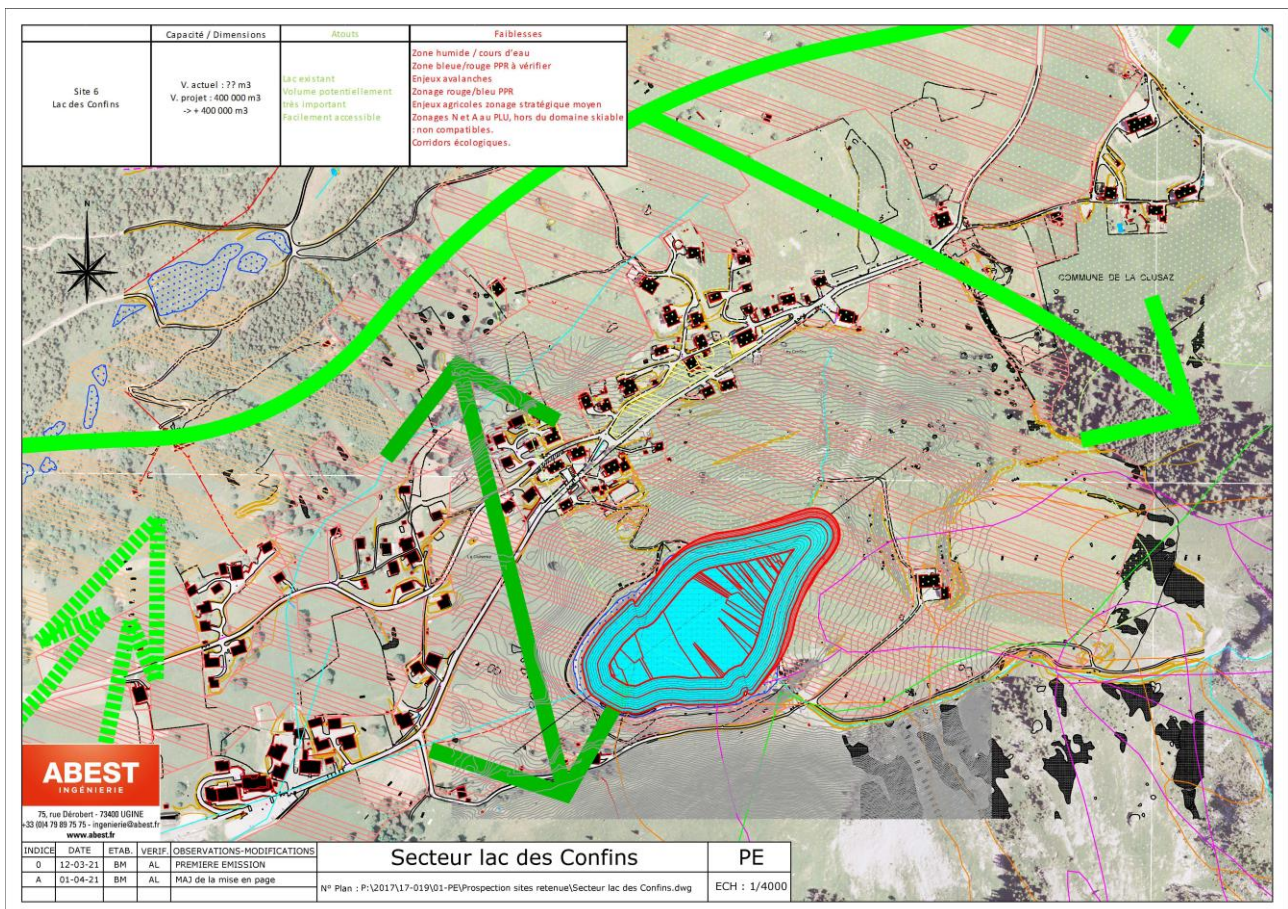 Capacité / Dimensions
Atouts
Faiblesses
Site 6
Lac des Confins
V. actuel : ?? m3
V. projet : 400 000 m3
-> + 400 000 m3
Lac existant
Volume potentiellement
très important
Facilement accessible
Zone humide / cours d'eau
Zone bleue/rouge PPR à vérifier
Enjeux avalanches
Zonage rouge/bleu PPR
Enjeux agricoles zonage stratégique moyen
Zonages N et A au PLU, hors du domaine skiable
: non compatibles.
Corridors écologiques.
N
COMMUNE DE LA CLUSAZ
ABEST
INGÉNIERIE
75, rue Dérobert - 73400 UGINE
+33 (0)4 79 89 75 75 - ingenierie@abest.fr
www.abest.fr
INDICE DATE ETAB. VERIF. OBSERVATIONS-MODIFICATIONS
0 12-03-21 BM AL PREMIERE EMISSION
A 01-04-21 BM AL MAJ de la mise en page
Secteur lac des Confins
N° Plan : P:\2017\17-019\01-PE\Prospection sites retenue\Secteur lac des Confins.dwg
PE
ECH : 1/4000